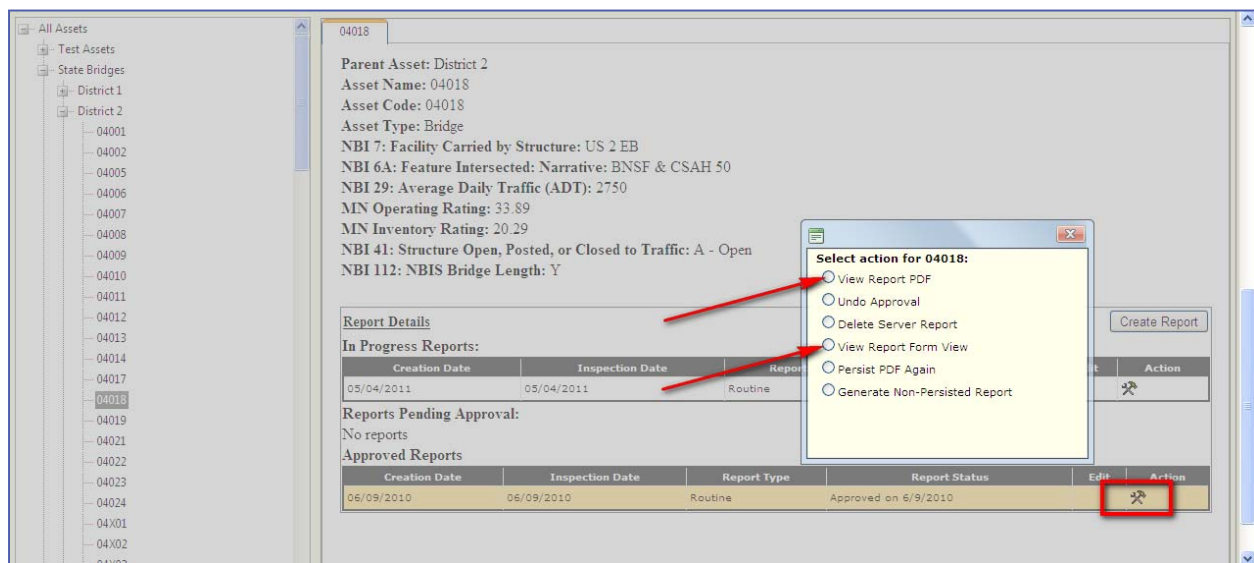 All Assets
Test Assets
State Bridges
District 1
District 2
04001
04002
04005
04006
04007
04008
04009
04010
04011
04012
04013
04014
04017
04018
04019
04021
04022
04023
04024
04X01
04X02
04018
Parent Asset: District 2
Asset Name: 04018
Asset Code: 04018
Asset Type: Bridge
NBI 7: Facility Carried by Structure: US 2 EB
NBI 6A: Feature Intersected: Narrative: BNSF & CSAH 50
NBI 29: Average Daily Traffic (ADT): 2750
MN Operating Rating: 33.89
MN Inventory Rating: 20.29
NBI 41: Structure Open, Posted, or Closed to Traffic: A - Open
NBI 112: NBIS Bridge Length: Y
Report Details
Create Report
In Progress Reports:
Creation Date Inspection Date Report Action
05/04/2011 05/04/2011 Routine
Reports Pending Approval:
No reports
Approved Reports
Creation Date Inspection Date Report Type Report Status Edit Action
06/09/2010 06/09/2010 Routine Approved on 6/9/2010
Select action for 04018:
View Report PDF
Undo Approval
Delete Server Report
View Report Form View
Persist PDF Again
Generate Non-Persisted Report